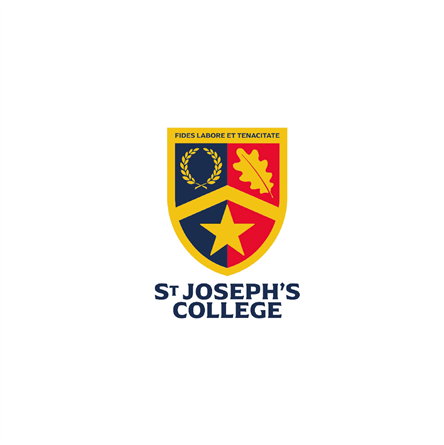 FIDES LABORE ET TENACITATE
ST JOSEPH'S
COLLEGE